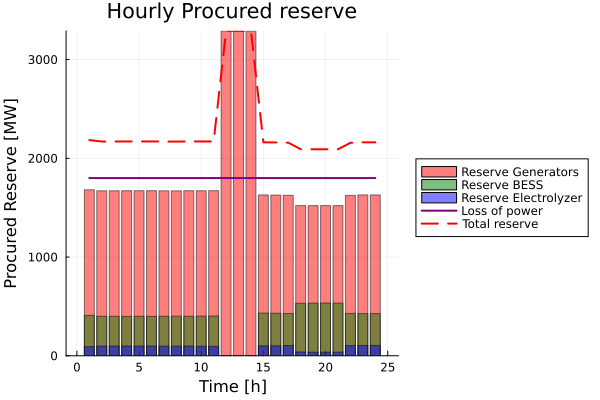 Hourly Procured reserve
Procured Reserve [MW]
3000
2000
1000
0
0
5
10
15
20
25
Time [h]
Reserve Generators
Reserve BESS
Reserve Electrolyzer
Loss of power
Total reserve